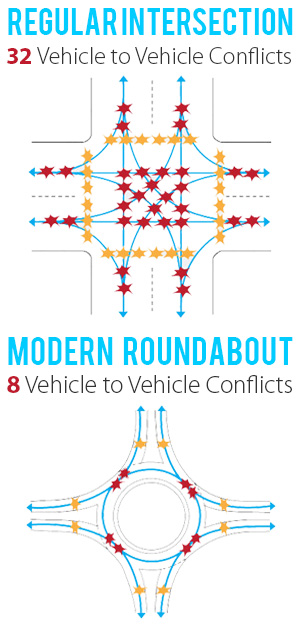 REGULAR INTERSECTION
32 Vehicle to Vehicle Conflicts
MODERN ROUNDABOUT
8 Vehicle to Vehicle Conflicts